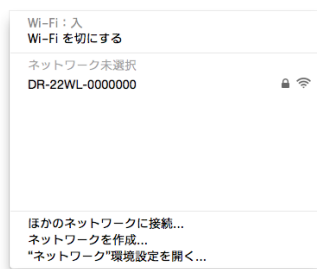 Wi-Fi：入
Wi-Fi を切にする
ネットワーク未選択
DR-22WL-0000000
ほかのネットワークに接続...
ネットワークを作成...
"ネットワーク"環境設定を開く...